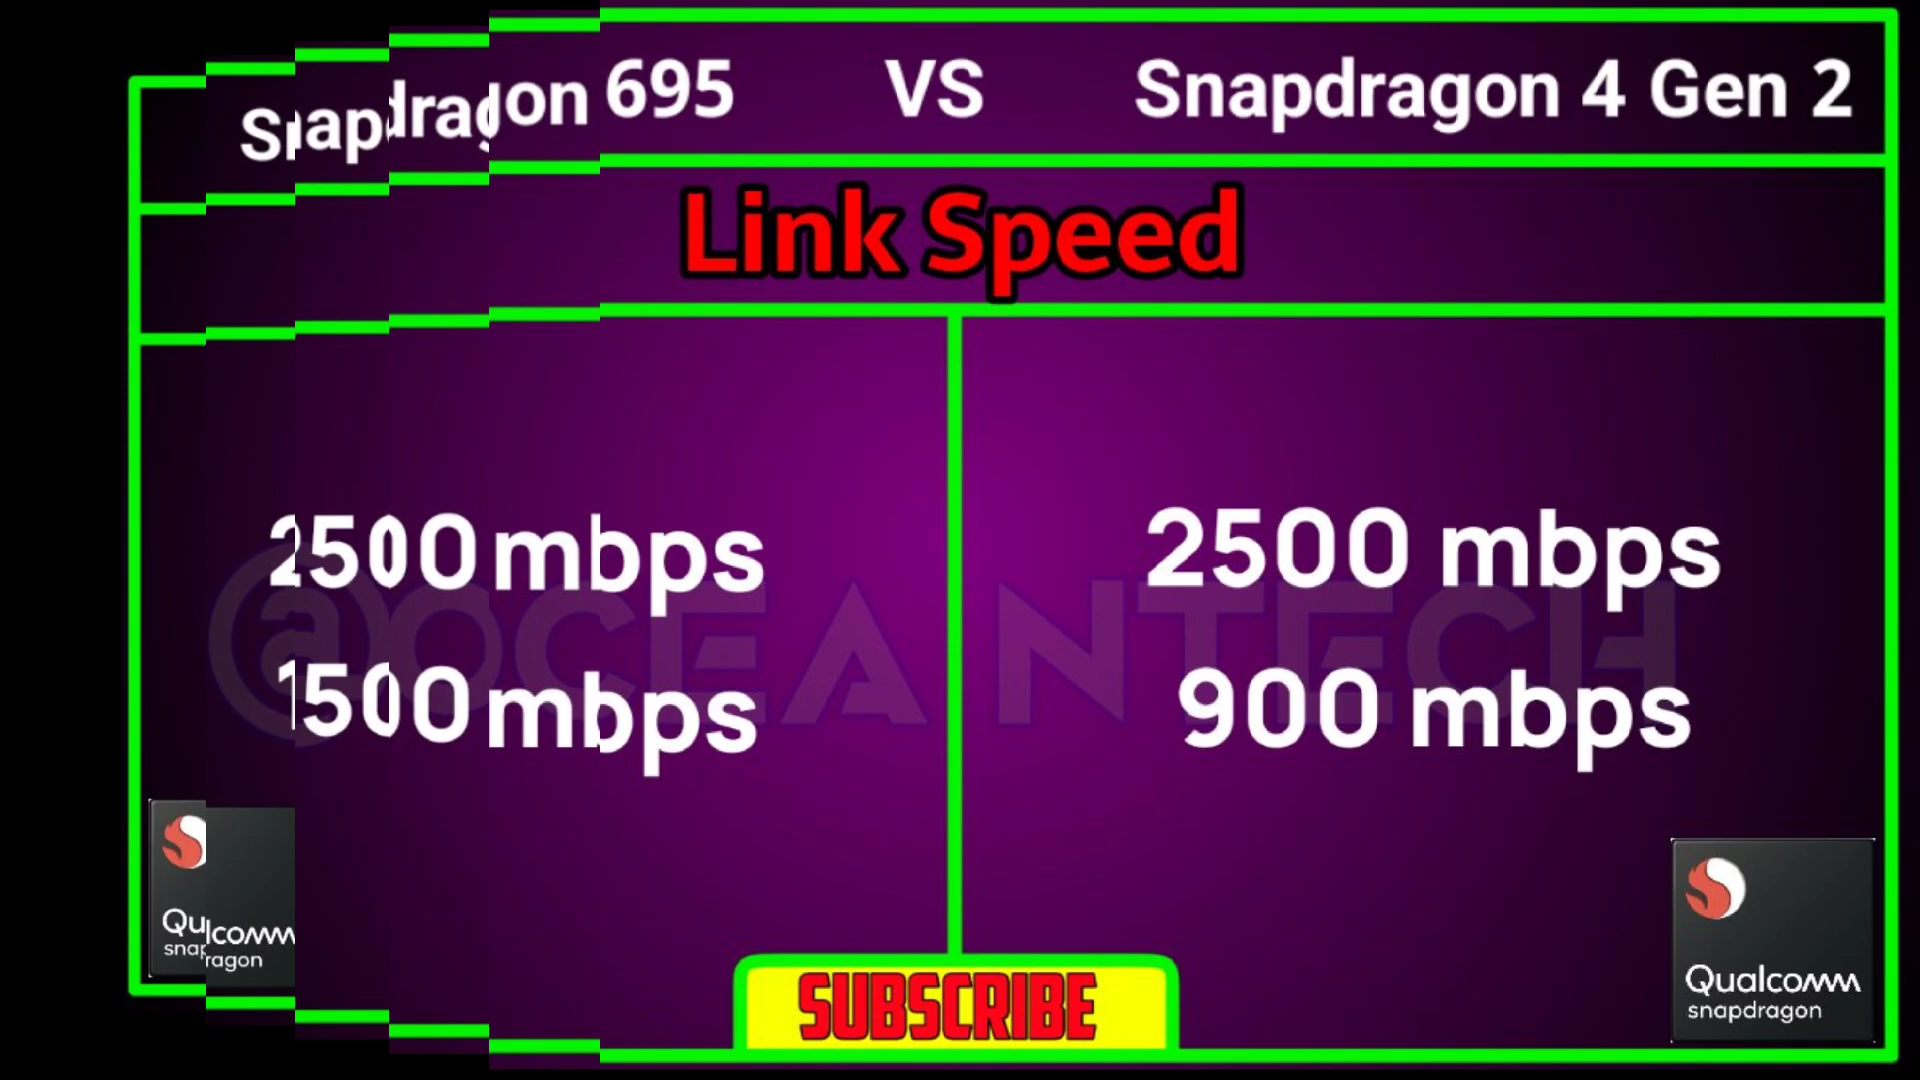 Snapdragon 695 VS Snapdragon 4 Gen 2
Link Speed
2500 mbps 2500 mbps
1500 mbps 900 mbps
@OCEANTECH
Qualcomm
snapdragon
Qualcomm
snapdragon
SUBSCRIBE